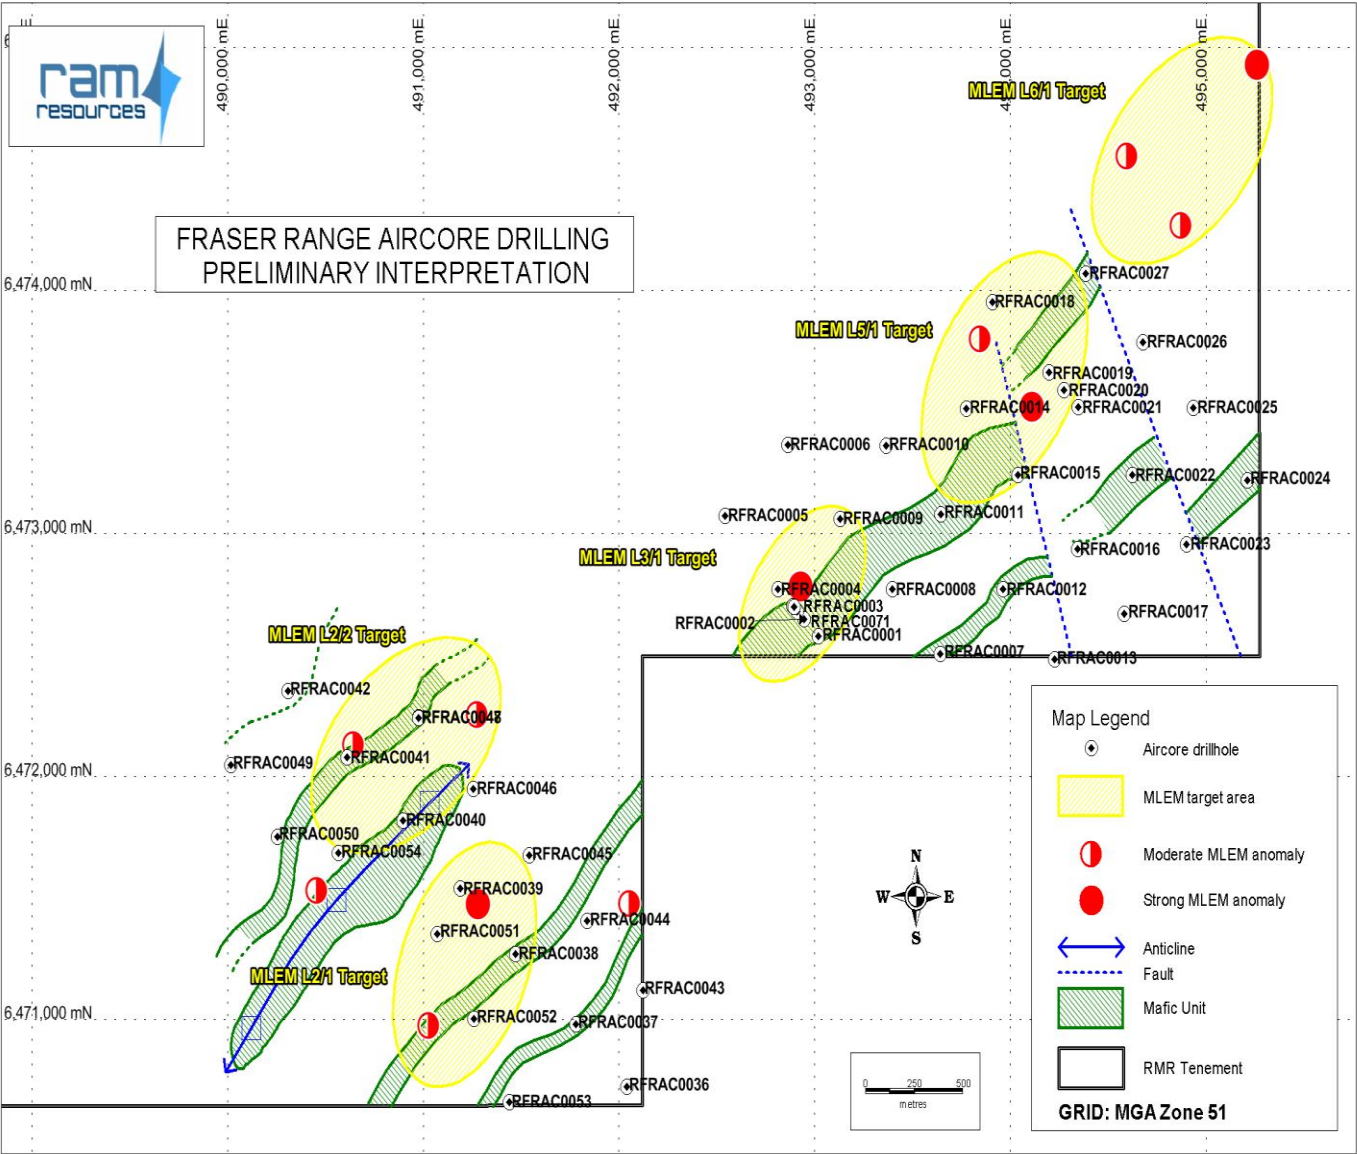 ram
resources
490,000 mE.
491,000 mE.
492,000 mE.
493,000 mE.
495,000 mE.
MLEM L6/1 Target
FRASER RANGE AIRCORE DRILLING
PRELIMINARY INTERPRETATION
6,474,000 mN
RFRAC0027
RFRAC0018
MLEM L5/1 Target
RFRAC0026
RFRAC0019
RFRAC0020
RFRAC0014
RFRAC0021
RFRAC0025
RFRAC0006
RFRAC0010
RFRAC0015
RFRAC0022
RFRAC0024
RFRAC0005
RFRAC0009
RFRAC0011
6,473,000 mN
RFRAC0016
RFRAC0023
MLEM L3/1 Target
RFRAC0004
RFRAC0008
RFRAC0012
RFRAC0003
RFRAC0017
RFRAC0002
RFRAC0071
RFRAC0001
MLEM L2/2 Target
RFRAC0007
RFRAC0013
RFRAC0042
RFRAC0041
RFRAC0049
6,472,000 mN
RFRAC0046
RFRAC0050
RFRAC0040
RFRAC0054
RFRAC0045
RFRAC0039
RFRAC0044
RFRAC0051
RFRAC0038
MLEM L2/1 Target
RFRAC0043
6,471,000 mN
RFRAC0052
RFRAC0037
RFRAC0036
RFRAC0053
N
W
E
S
0 250 500
metres
Map Legend
Aircore drillhole
MLEM target area
Moderate MLEM anomaly
Strong MLEM anomaly
Anticline
Fault
Mafic Unit
RMR Tenement
GRID: MGA Zone 51